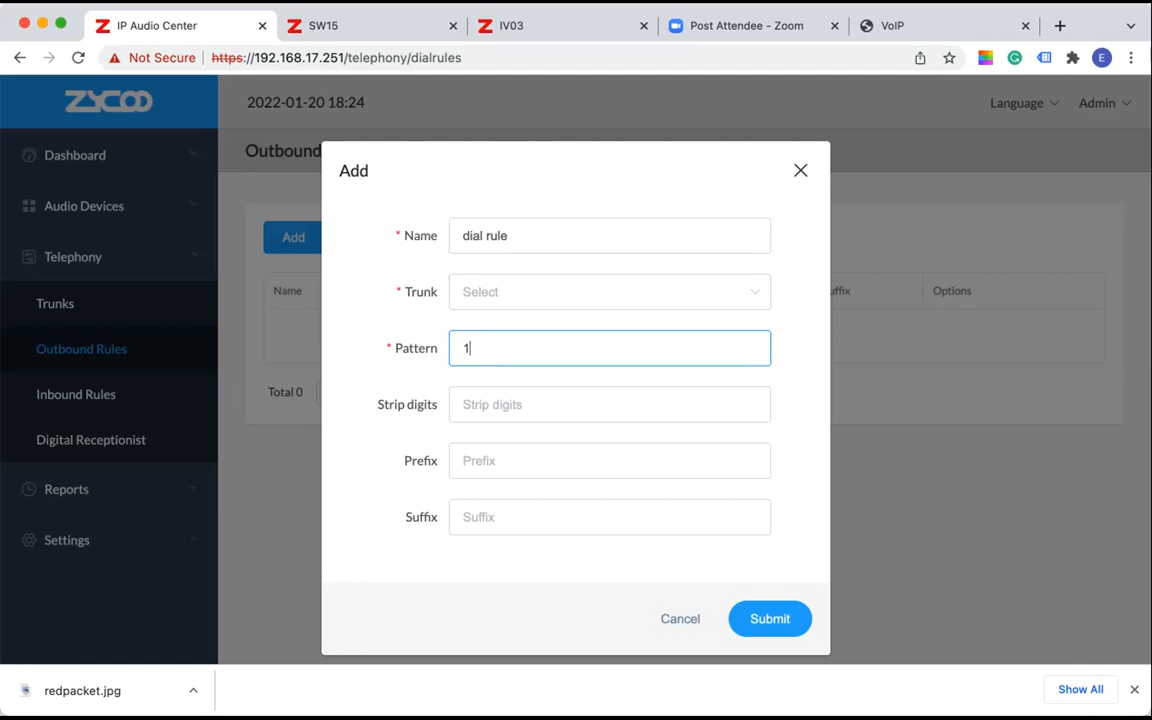 IP Audio Center
SW15
IV03
Post Attendee - Zoom
VoIP
Not Secure
https://192.168.17.251/telephony/dialrules
E
ZYCOO
2022-01-20 18:24
Language
Admin
Dashboard
Audio Devices
Telephony
Trunks
Outbound Rules
Inbound Rules
Digital Receptionist
Reports
Settings
Outbound
Add
Name
uffix
Options
Total 0
Add
* Name
dial rule
* Trunk
Select
* Pattern
1
Strip digits
Strip digits
Prefix
Prefix
Suffix
Suffix
Cancel
Submit
redpacket.jpg
Show All